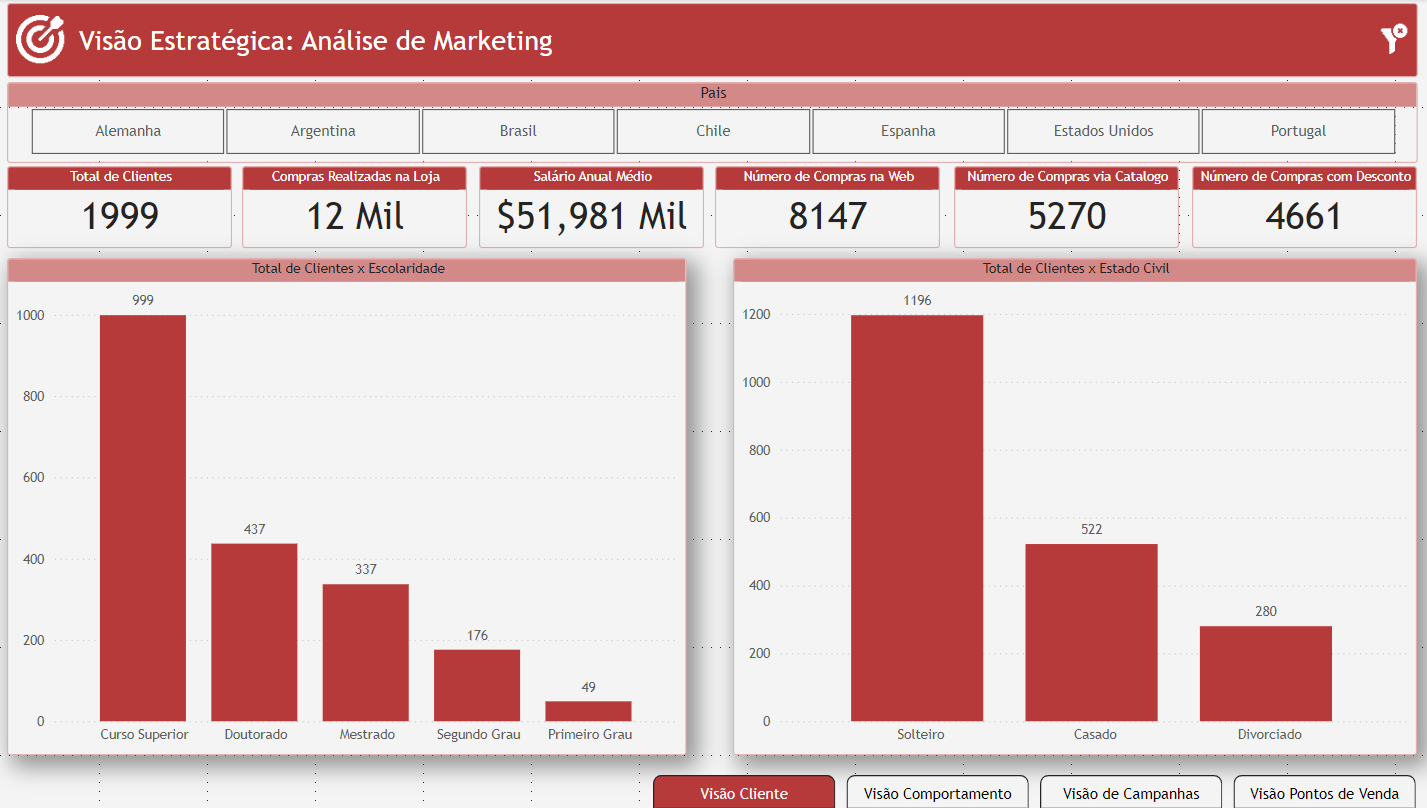 Visão Estratégica: Análise de Marketing
Pais
Alemanha
Argentina
Brasil
Chile
Espanha
Estados Unidos
Portugal
Total de Clientes
1999
Compras Realizadas na Loja
12 Mil
Salário Anual Médio
$51,981 Mil
Número de Compras na Web
8147
Número de Compras via Catalogo
5270
Número de Compras com Desconto
4661
Total de Clientes x Escolaridade
1000
800
600
400
200
0
999
437
337
176
49
Curso Superior
Doutorado
Mestrado
Segundo Grau
Primeiro Grau
Total de Clientes x Estado Civil
1200
1000
800
600
400
200
0
1196
522
280
Solteiro
Casado
Divorciado
Visão Cliente
Visão Comportamento
Visão de Campanhas
Visão Pontos de Venda